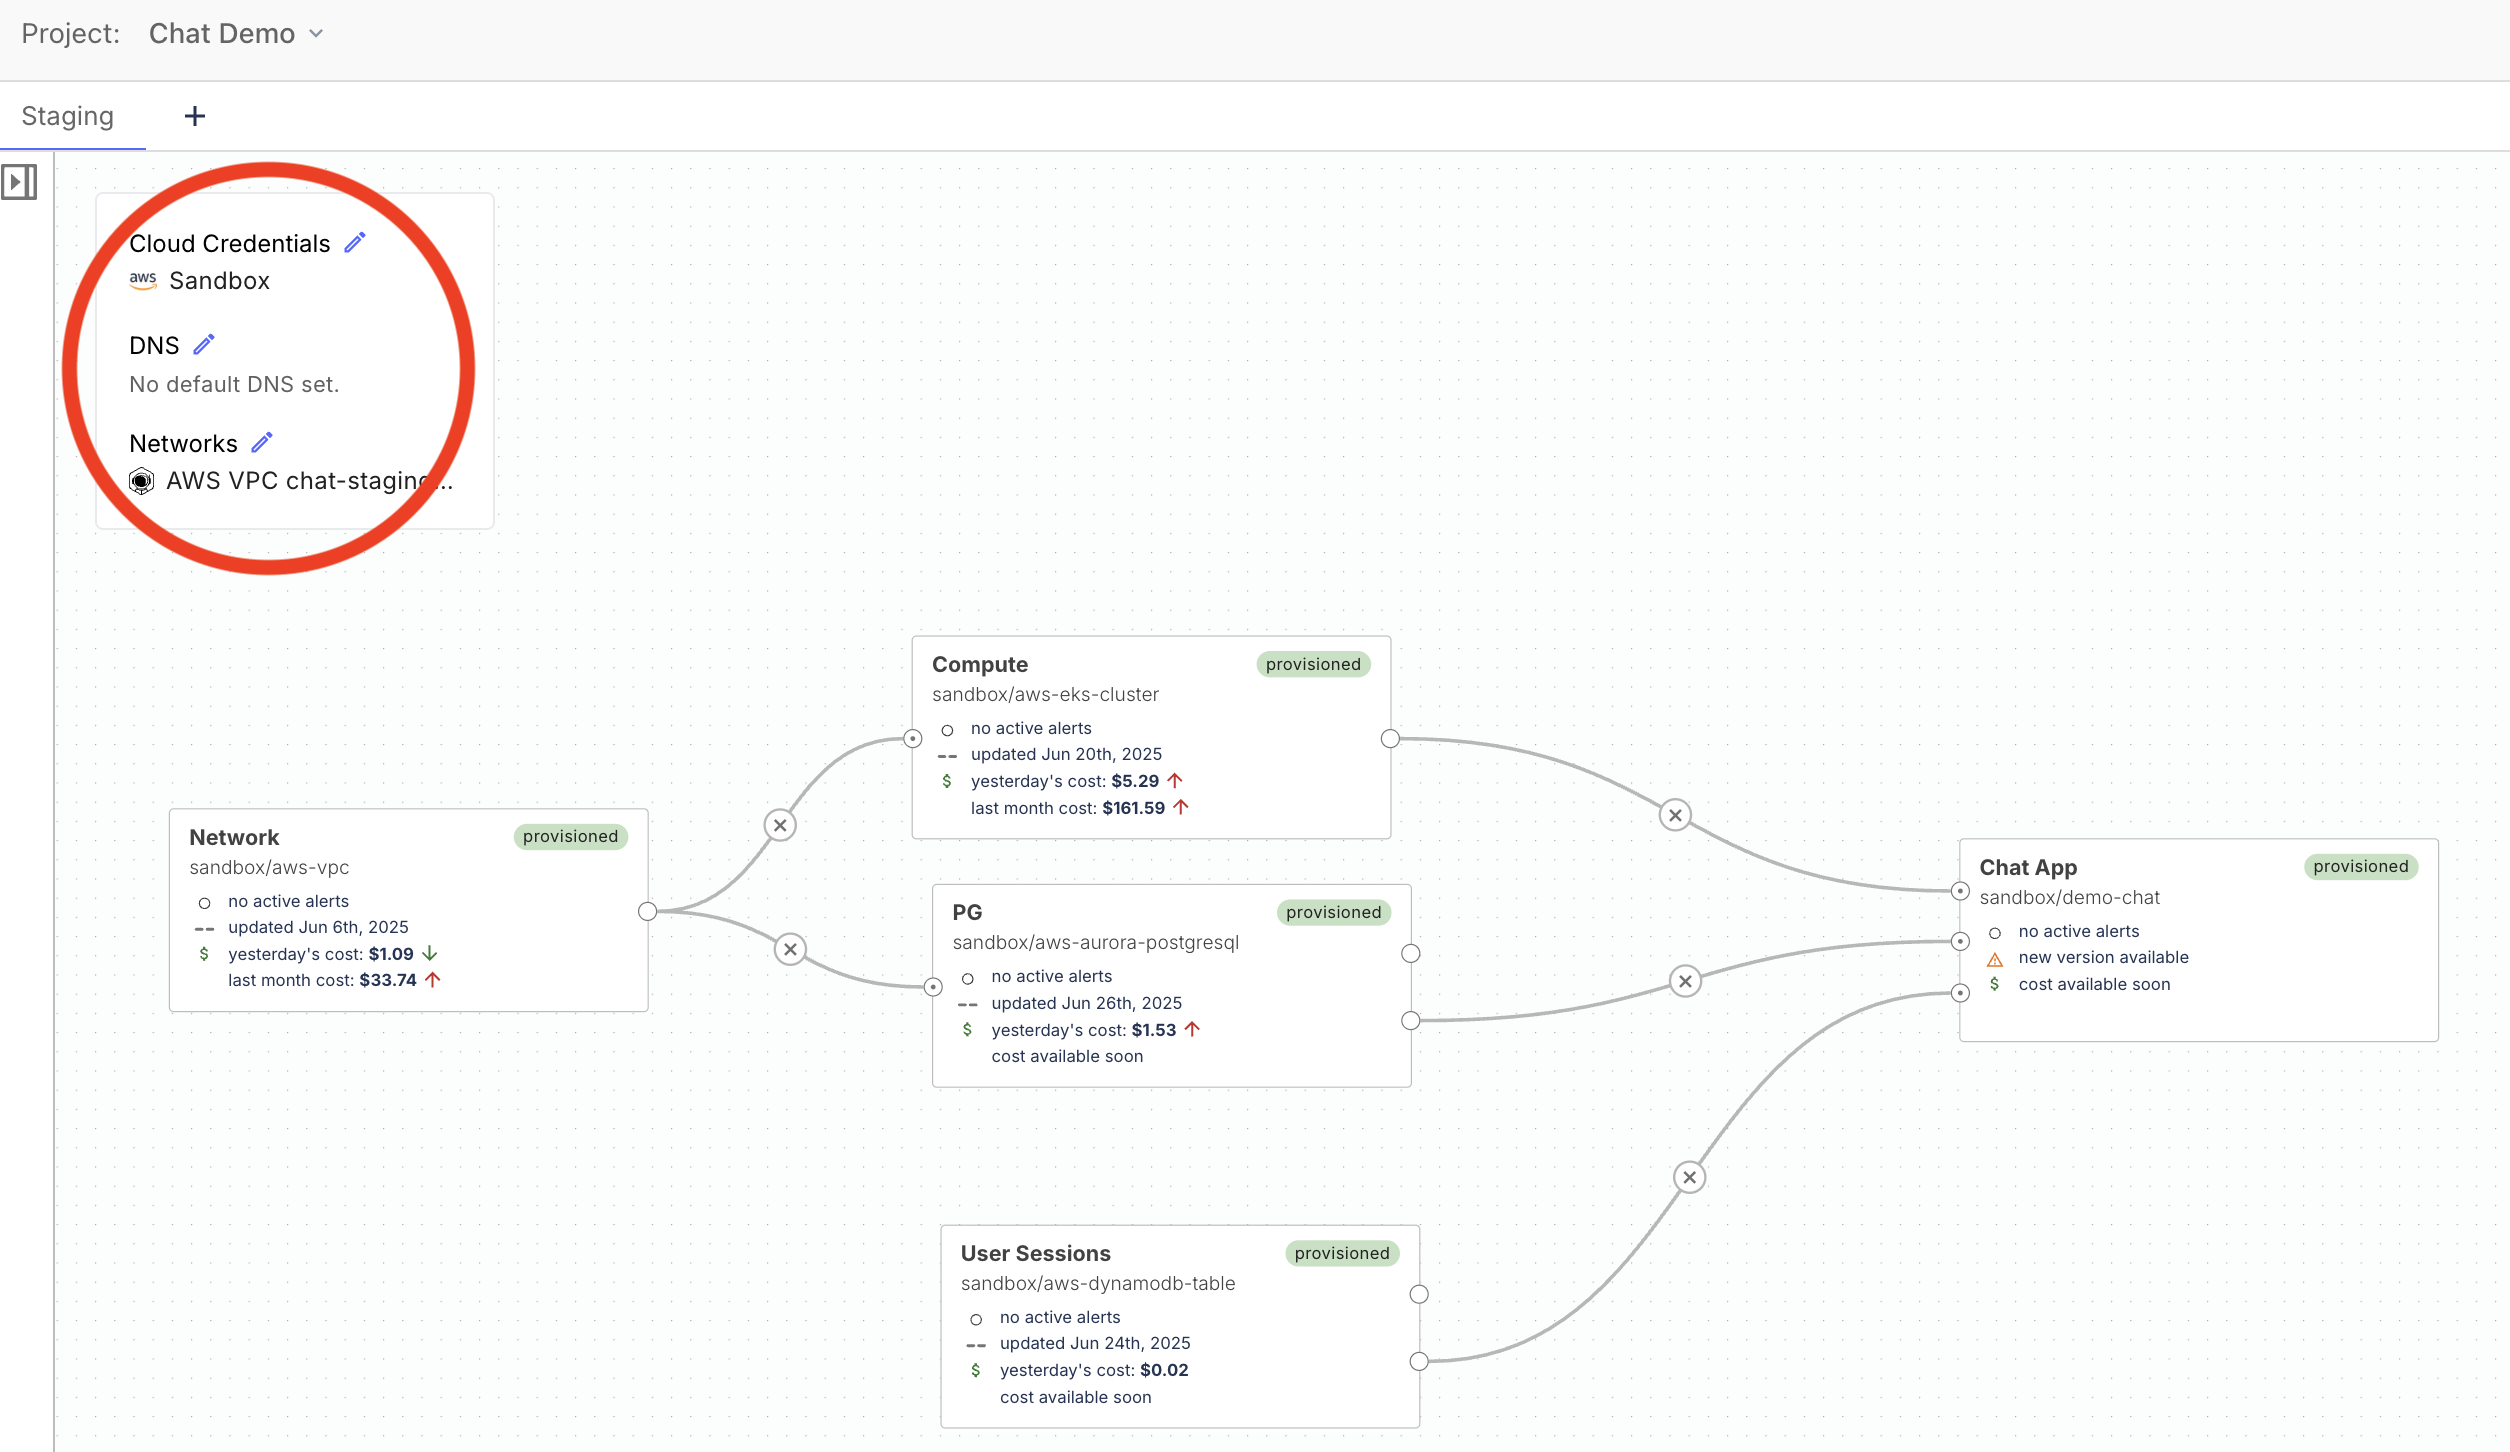 Project: Chat Demo
Staging +
Cloud Credentials
aws Sandbox
DNS
No default DNS set.
Networks
AWS VPC chat-staging...
Compute provisioned
sandbox/aws-eks-cluster
no active alerts
-- updated Jun 20th, 2025
$ yesterday's cost: $5.29 ↑
last month cost: $161.59 ↑
Network provisioned
sandbox/aws-vpc
no active alerts
-- updated Jun 6th, 2025
$ yesterday's cost: $1.09 ↓
last month cost: $33.74 ↑
PG provisioned
sandbox/aws-aurora-postgresql
no active alerts
-- updated Jun 26th, 2025
$ yesterday's cost: $1.53 ↑
cost available soon
Chat App provisioned
sandbox/demo-chat
no active alerts
new version available
$ cost available soon
User Sessions provisioned
sandbox/aws-dynamodb-table
no active alerts
-- updated Jun 24th, 2025
$ yesterday's cost: $0.02
cost available soon